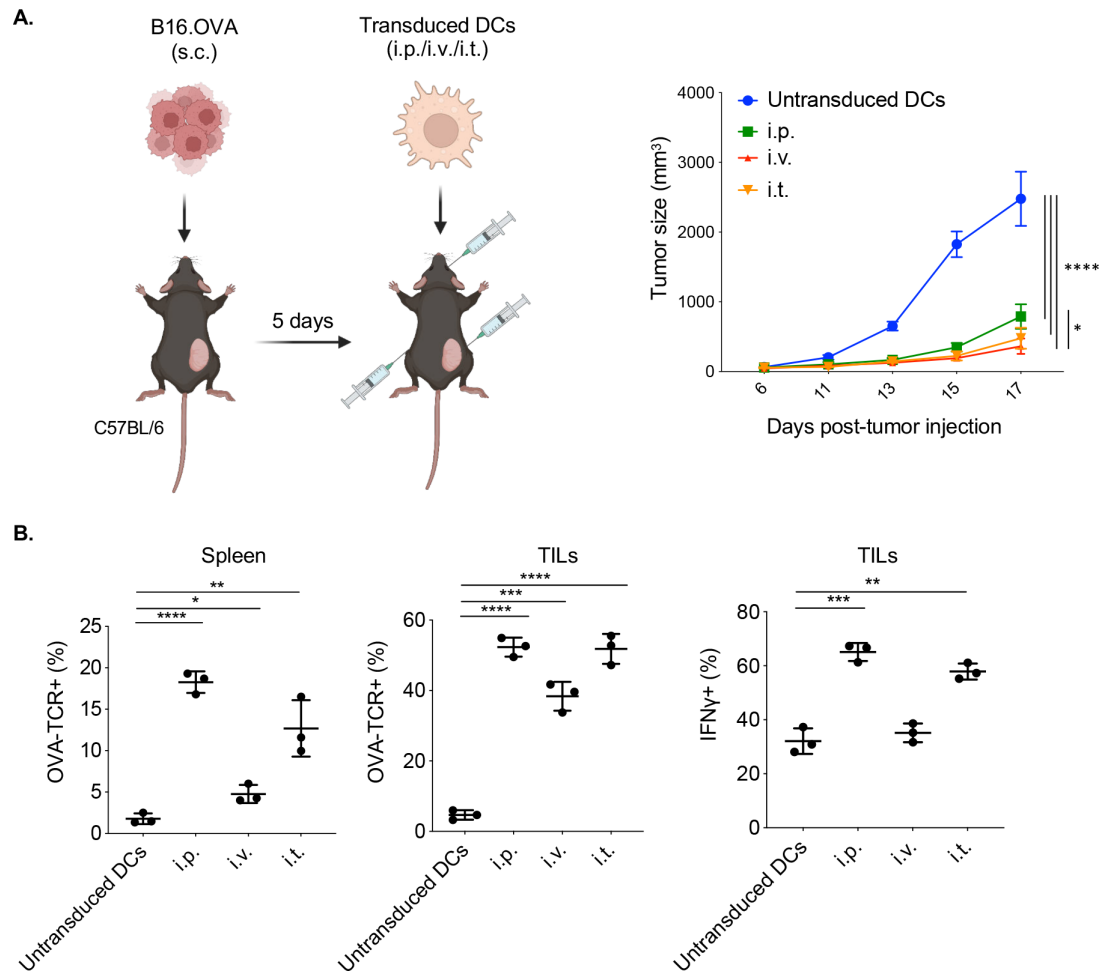 A.
B16.OVA
(s.c.)
Transduced DCs
(i.p./i.v./i.t.)
5 days
C57BL/6
Tumor size (mm³)
4000
3000
2000
1000
0
Untransduced DCs
i.p.
i.v.
i.t.
****
*
6
11
13
15
17
Days post-tumor injection
B.
Spleen
**
*
****
OVA-TCR+ (%)
25
20
15
10
5
0
Untransduced DCs
i.p.
i.v.
i.t.
TILs
****
***
****
OVA-TCR+ (%)
60
40
20
0
Untransduced DCs
i.p.
i.v.
i.t.
TILs
**
***
IFNγ+ (%)
80
60
40
20
0
Untransduced DCs
i.p.
i.v.
i.t.